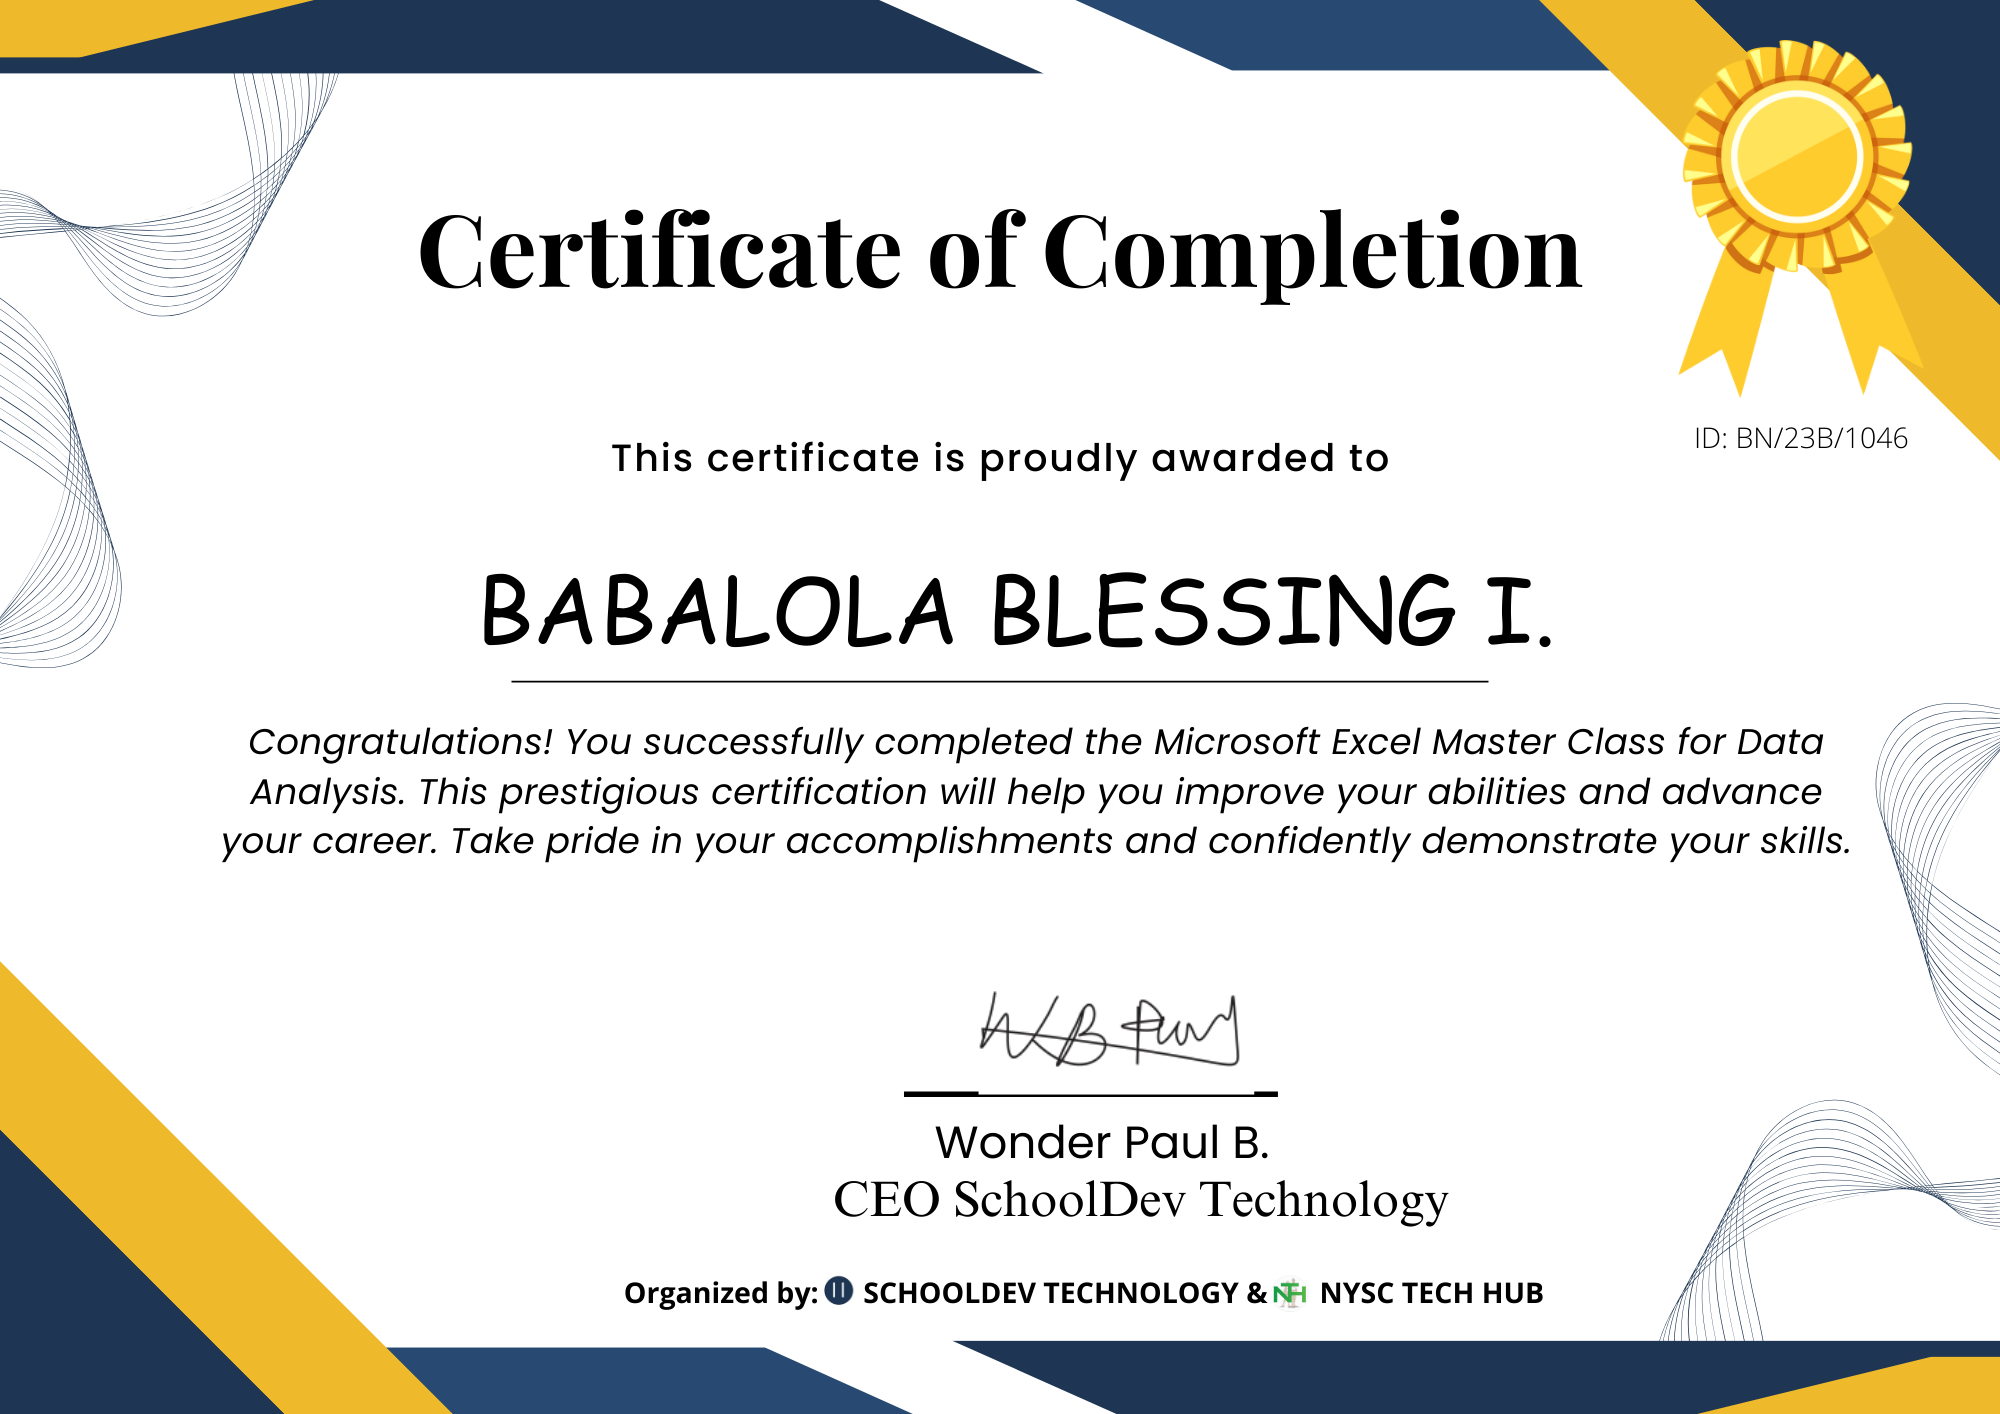 Certificate of Completion
ID: BN/23B/1046
This certificate is proudly awarded to
BABALOLA BLESSING I.
Congratulations! You successfully completed the Microsoft Excel Master Class for Data
Analysis. This prestigious certification will help you improve your abilities and advance
your career. Take pride in your accomplishments and confidently demonstrate your skills.
Wonder Paul B.
CEO SchoolDev Technology
Organized by: SCHOOLDEV TECHNOLOGY & NTH NYSC TECH HUB